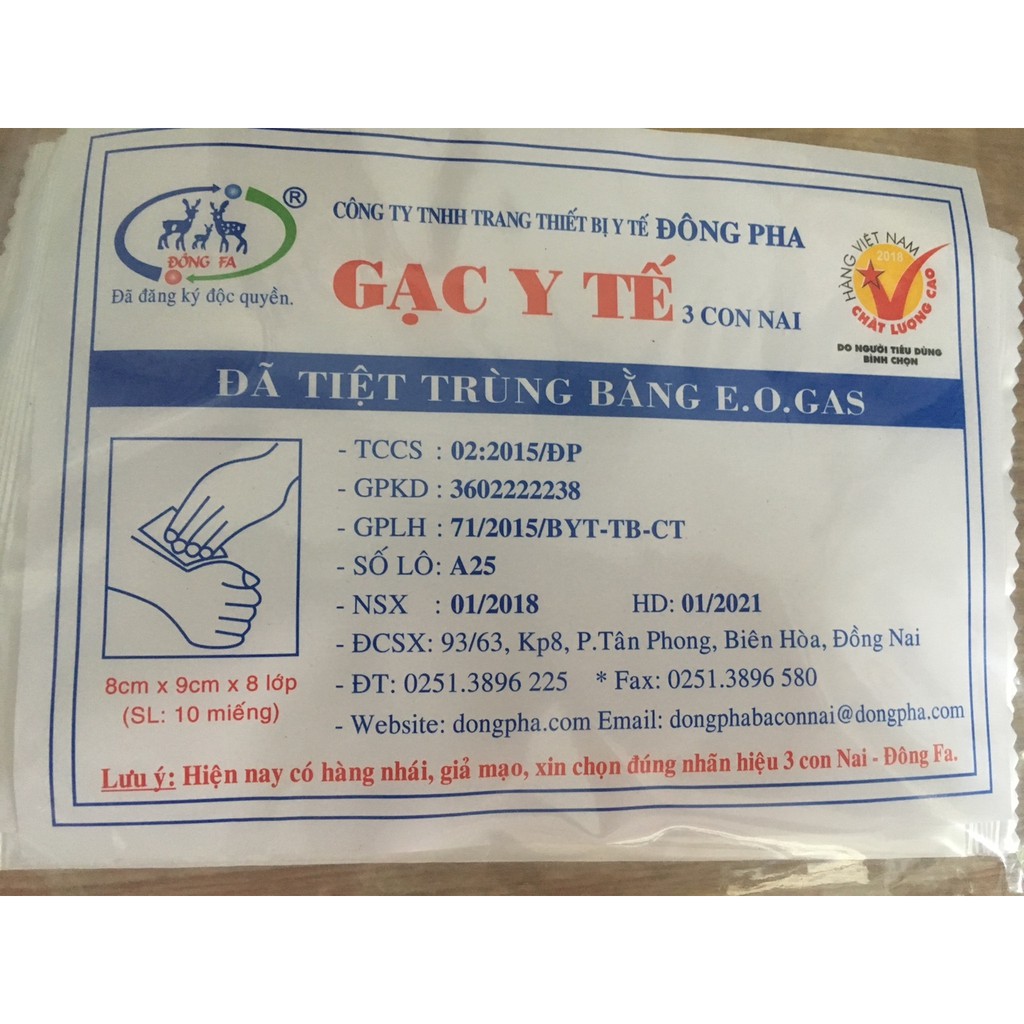 ĐÔNG FA ®
Đã đăng ký độc quyền.
CÔNG TY TNHH TRANG THIẾT BỊ Y TẾ ĐÔNG PHA
GẠC Y TẾ 3 CON NAI
HÀNG VIỆT NAM
2018
CHẤT LƯỢNG CAO
DO NGƯỜI TIÊU DÙNG
BÌNH CHỌN
ĐÃ TIỆT TRÙNG BẰNG E.O.GAS
- TCCS : 02:2015/ĐP
- GPKD : 3602222238
- GPLH : 71/2015/BYT-TB-CT
- SỐ LÔ: A25
- NSX : 01/2018 HD: 01/2021
- ĐCSX: 93/63, Kp8, P.Tân Phong, Biên Hòa, Đồng Nai
- ĐT: 0251.3896 225 * Fax: 0251.3896 580
- Website: dongpha.com Email: dongphabaconnai@dongpha.com
8cm x 9cm x 8 lớp
(SL: 10 miếng)
Lưu ý: Hiện nay có hàng nhái, giả mạo, xin chọn đúng nhãn hiệu 3 con Nai - Đông Fa.